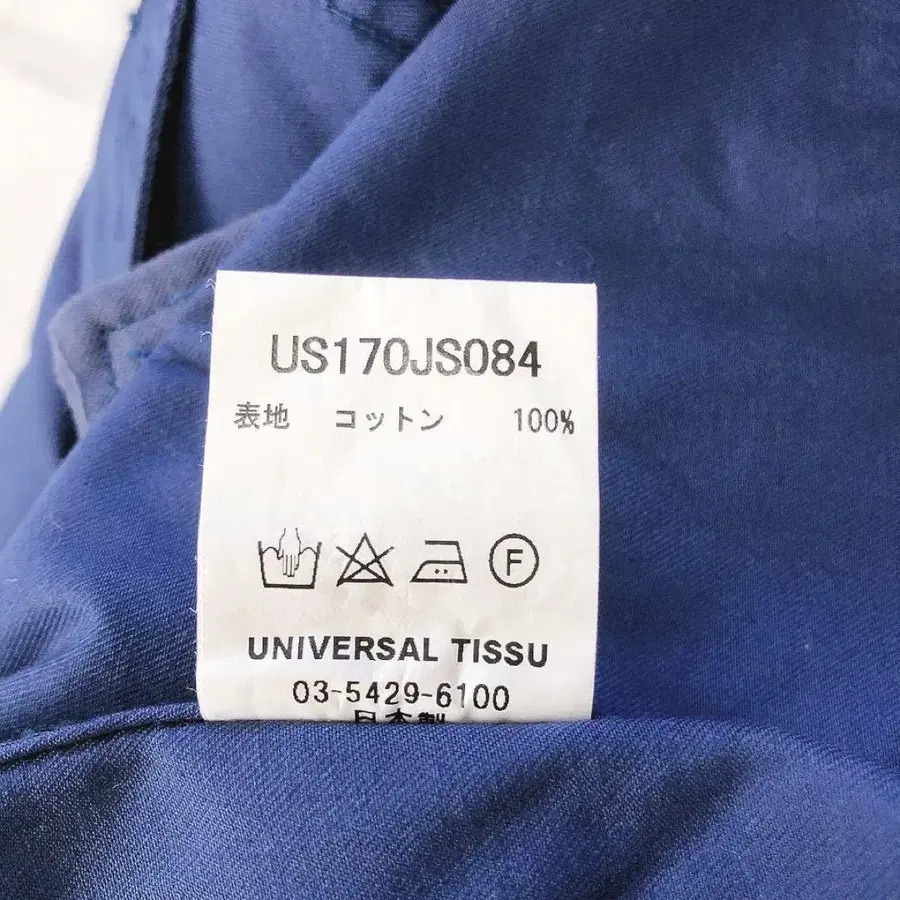 US170JS084
表地 コットン 100%
F
UNIVERSAL TISSU
03-5429-6100
日本製